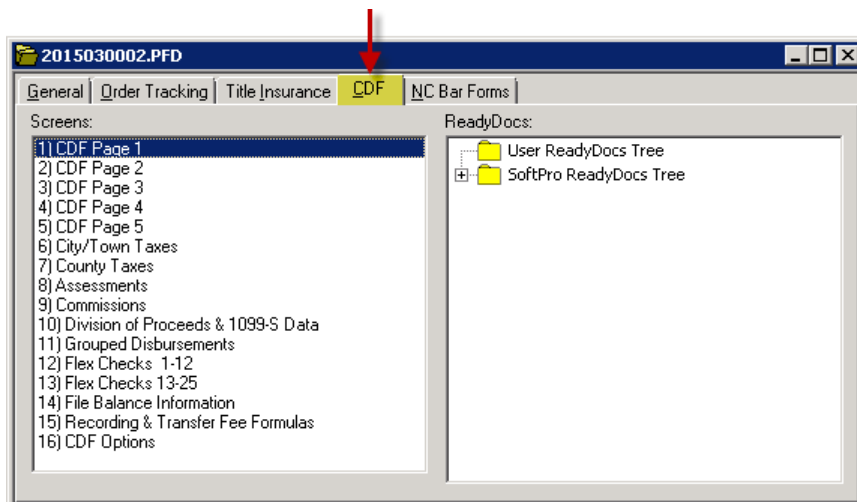 2015030002.PFD
General Order Tracking Title Insurance CDF NC Bar Forms
Screens:
1) CDF Page 1
2) CDF Page 2
3) CDF Page 3
4) CDF Page 4
5) CDF Page 5
6) City/Town Taxes
7) County Taxes
8) Assessments
9) Commissions
10) Division of Proceeds & 1099-S Data
11) Grouped Disbursements
12) Flex Checks 1-12
13) Flex Checks 13-25
14) File Balance Information
15) Recording & Transfer Fee Formulas
16) CDF Options
ReadyDocs:
User ReadyDocs Tree
SoftPro ReadyDocs Tree